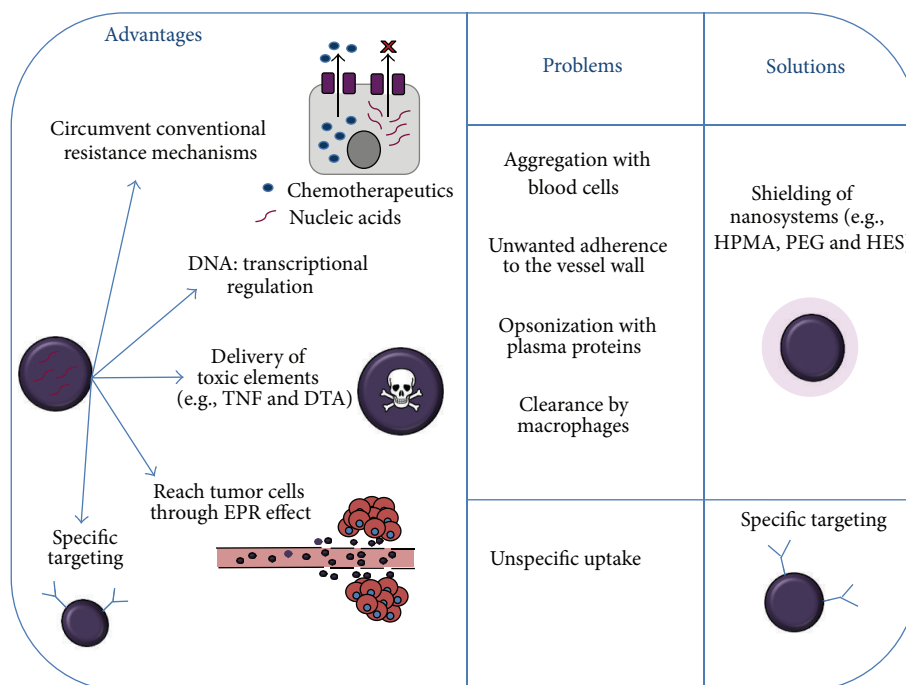 Advantages
Circumvent conventional
resistance mechanisms
Chemotherapeutics
Nucleic acids
DNA: transcriptional
regulation
Delivery of
toxic elements
(e.g., TNF and DTA)
Reach tumor cells
through EPR effect
Specific
targeting
Problems
Aggregation with
blood cells
Unwanted adherence
to the vessel wall
Opsonization with
plasma proteins
Clearance by
macrophages
Unspecific uptake
Solutions
Shielding of
nanosystems (e.g.,
HPMA, PEG and HES)
Specific targeting